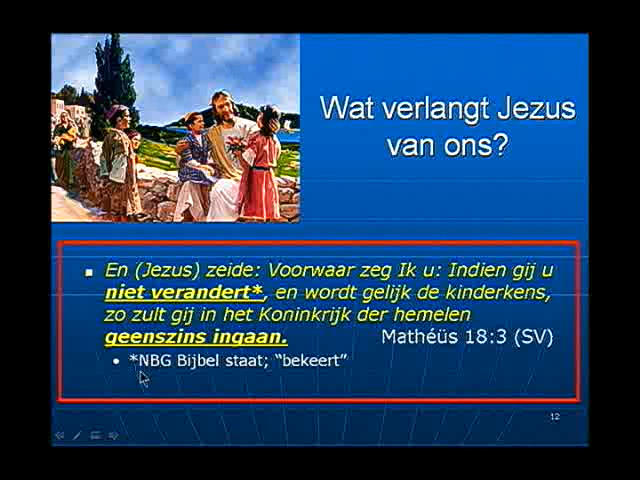 Wat verlangt Jezus
van ons?
En (Jezus) zeide: Voorwaar zeg Ik u: Indien gij u
niet verandert*, en wordt gelijk de kinderkens,
zo zult gij in het Koninkrijk der hemelen
geenszins ingaan. Mathéüs 18:3 (SV)
• *NBG Bijbel staat; “bekeert”
12